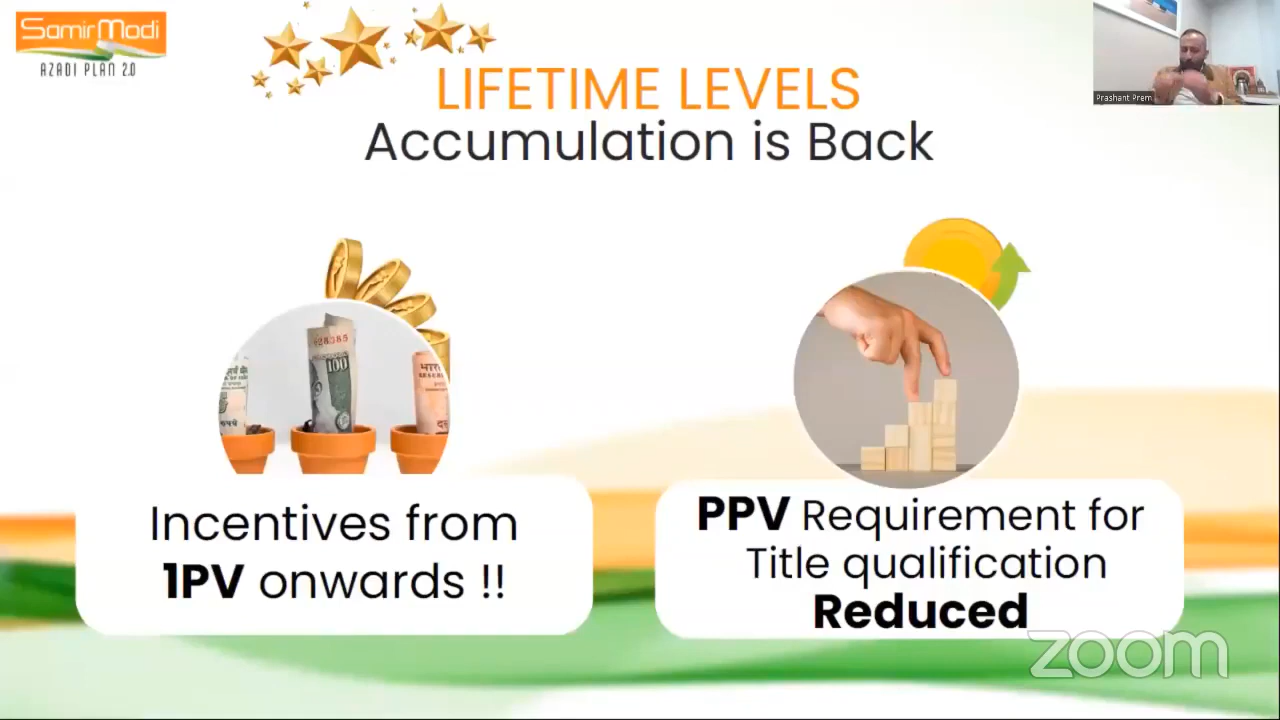 SamirModi
AZADI PLAN 2.0
LIFETIME LEVELS
Accumulation is Back
Prashant Prem
100
Incentives from
1PV onwards !!
PPV Requirement for
Title qualification
Reduced
zoom